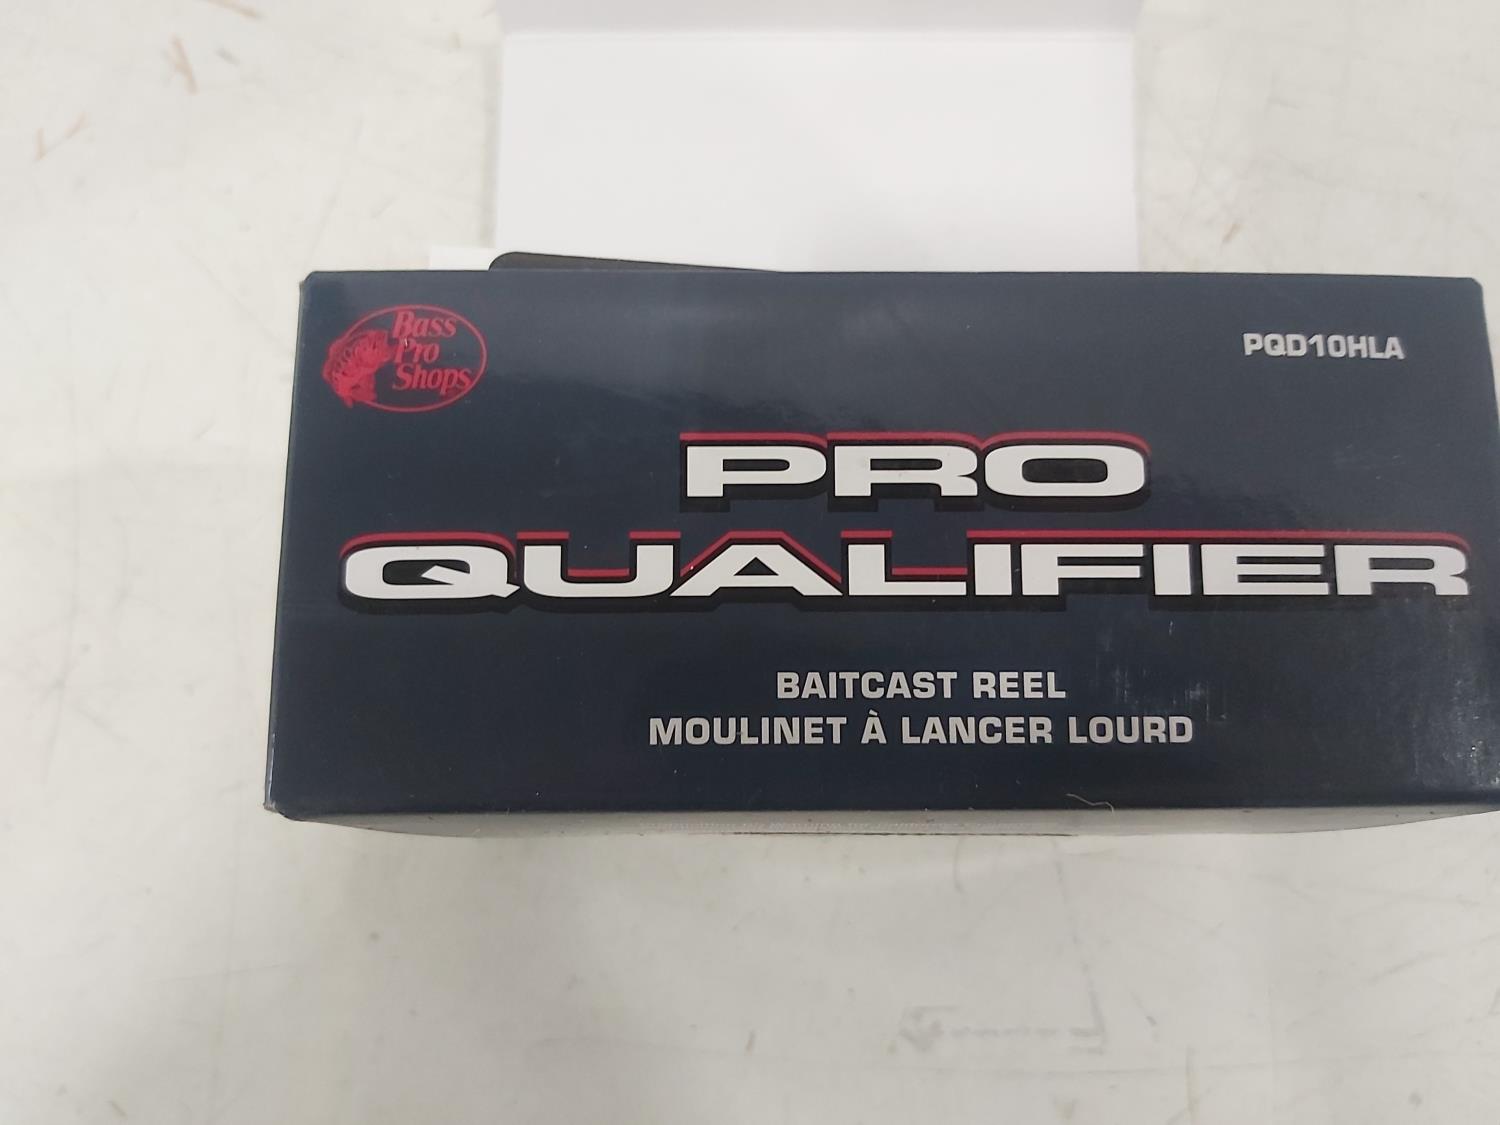 Bass
Pro
Shops
PQD10HLA
PRO
QUALIFIER
BAITCAST REEL
MOULINET À LANCER LOURD